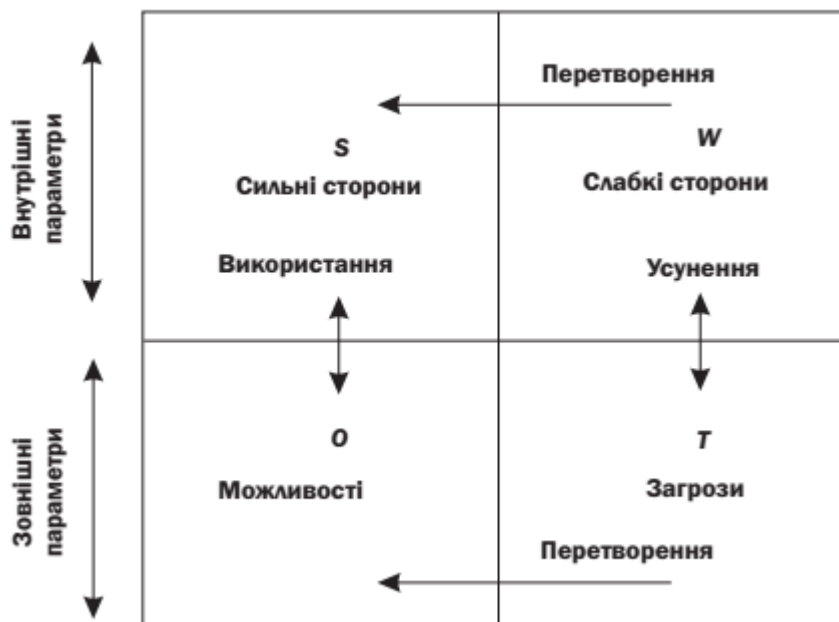 Внутрішні
параметри
Перетворення
S
Сильні сторони
W
Слабкі сторони
Використання
Усунення
Зовнішні
параметри
O
Можливості
T
Загрози
Перетворення